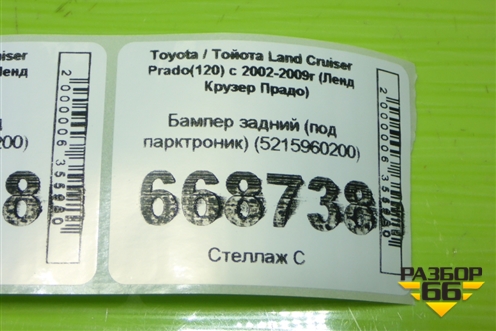 Toyota / Тойота Land Cruiser
Prado(120) с 2002-2009г (Ленд
Крузер Прадо)
Бампер задний (под
парктроник) (5215960200)
668738
Стеллаж С
РАЗБОР
66